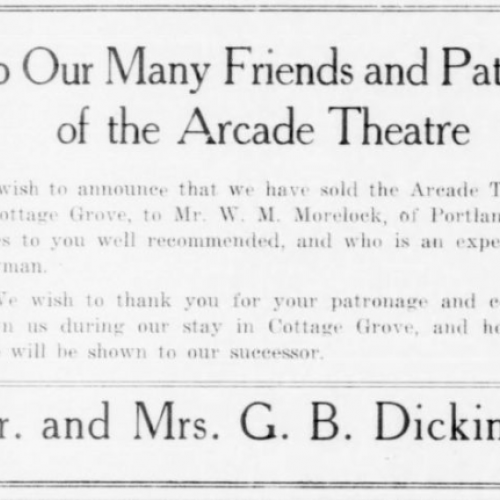 o Our Many Friends and Pat
of the Arcade Theatre
wish to announce that we have sold the Arcade T
ottage Grove, to Mr. W. M. Morelock, of Portlan
s to you well recommended, and who is an expe
man.
e wish to thank you for your patronage and c
n us during our stay in Cottage Grove, and ho
will be shown to our successor.
r. and Mrs. G. B. Dickin